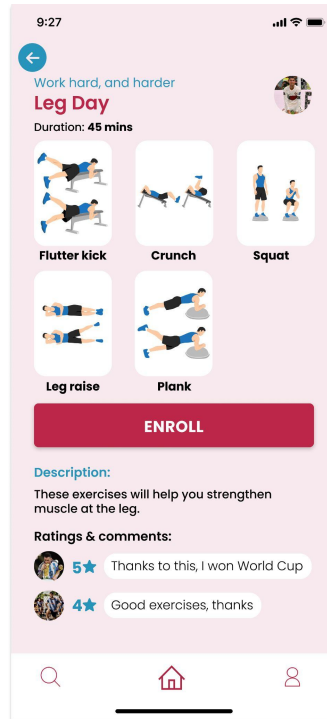 9:27
Work hard, and harder
Leg Day
Duration: 45 mins
Flutter kick
Crunch
Squat
Leg raise
Plank
ENROLL
Description:
These exercises will help you strengthen
muscle at the leg.
Ratings & comments:
5★ Thanks to this, I won World Cup
4★ Good exercises, thanks